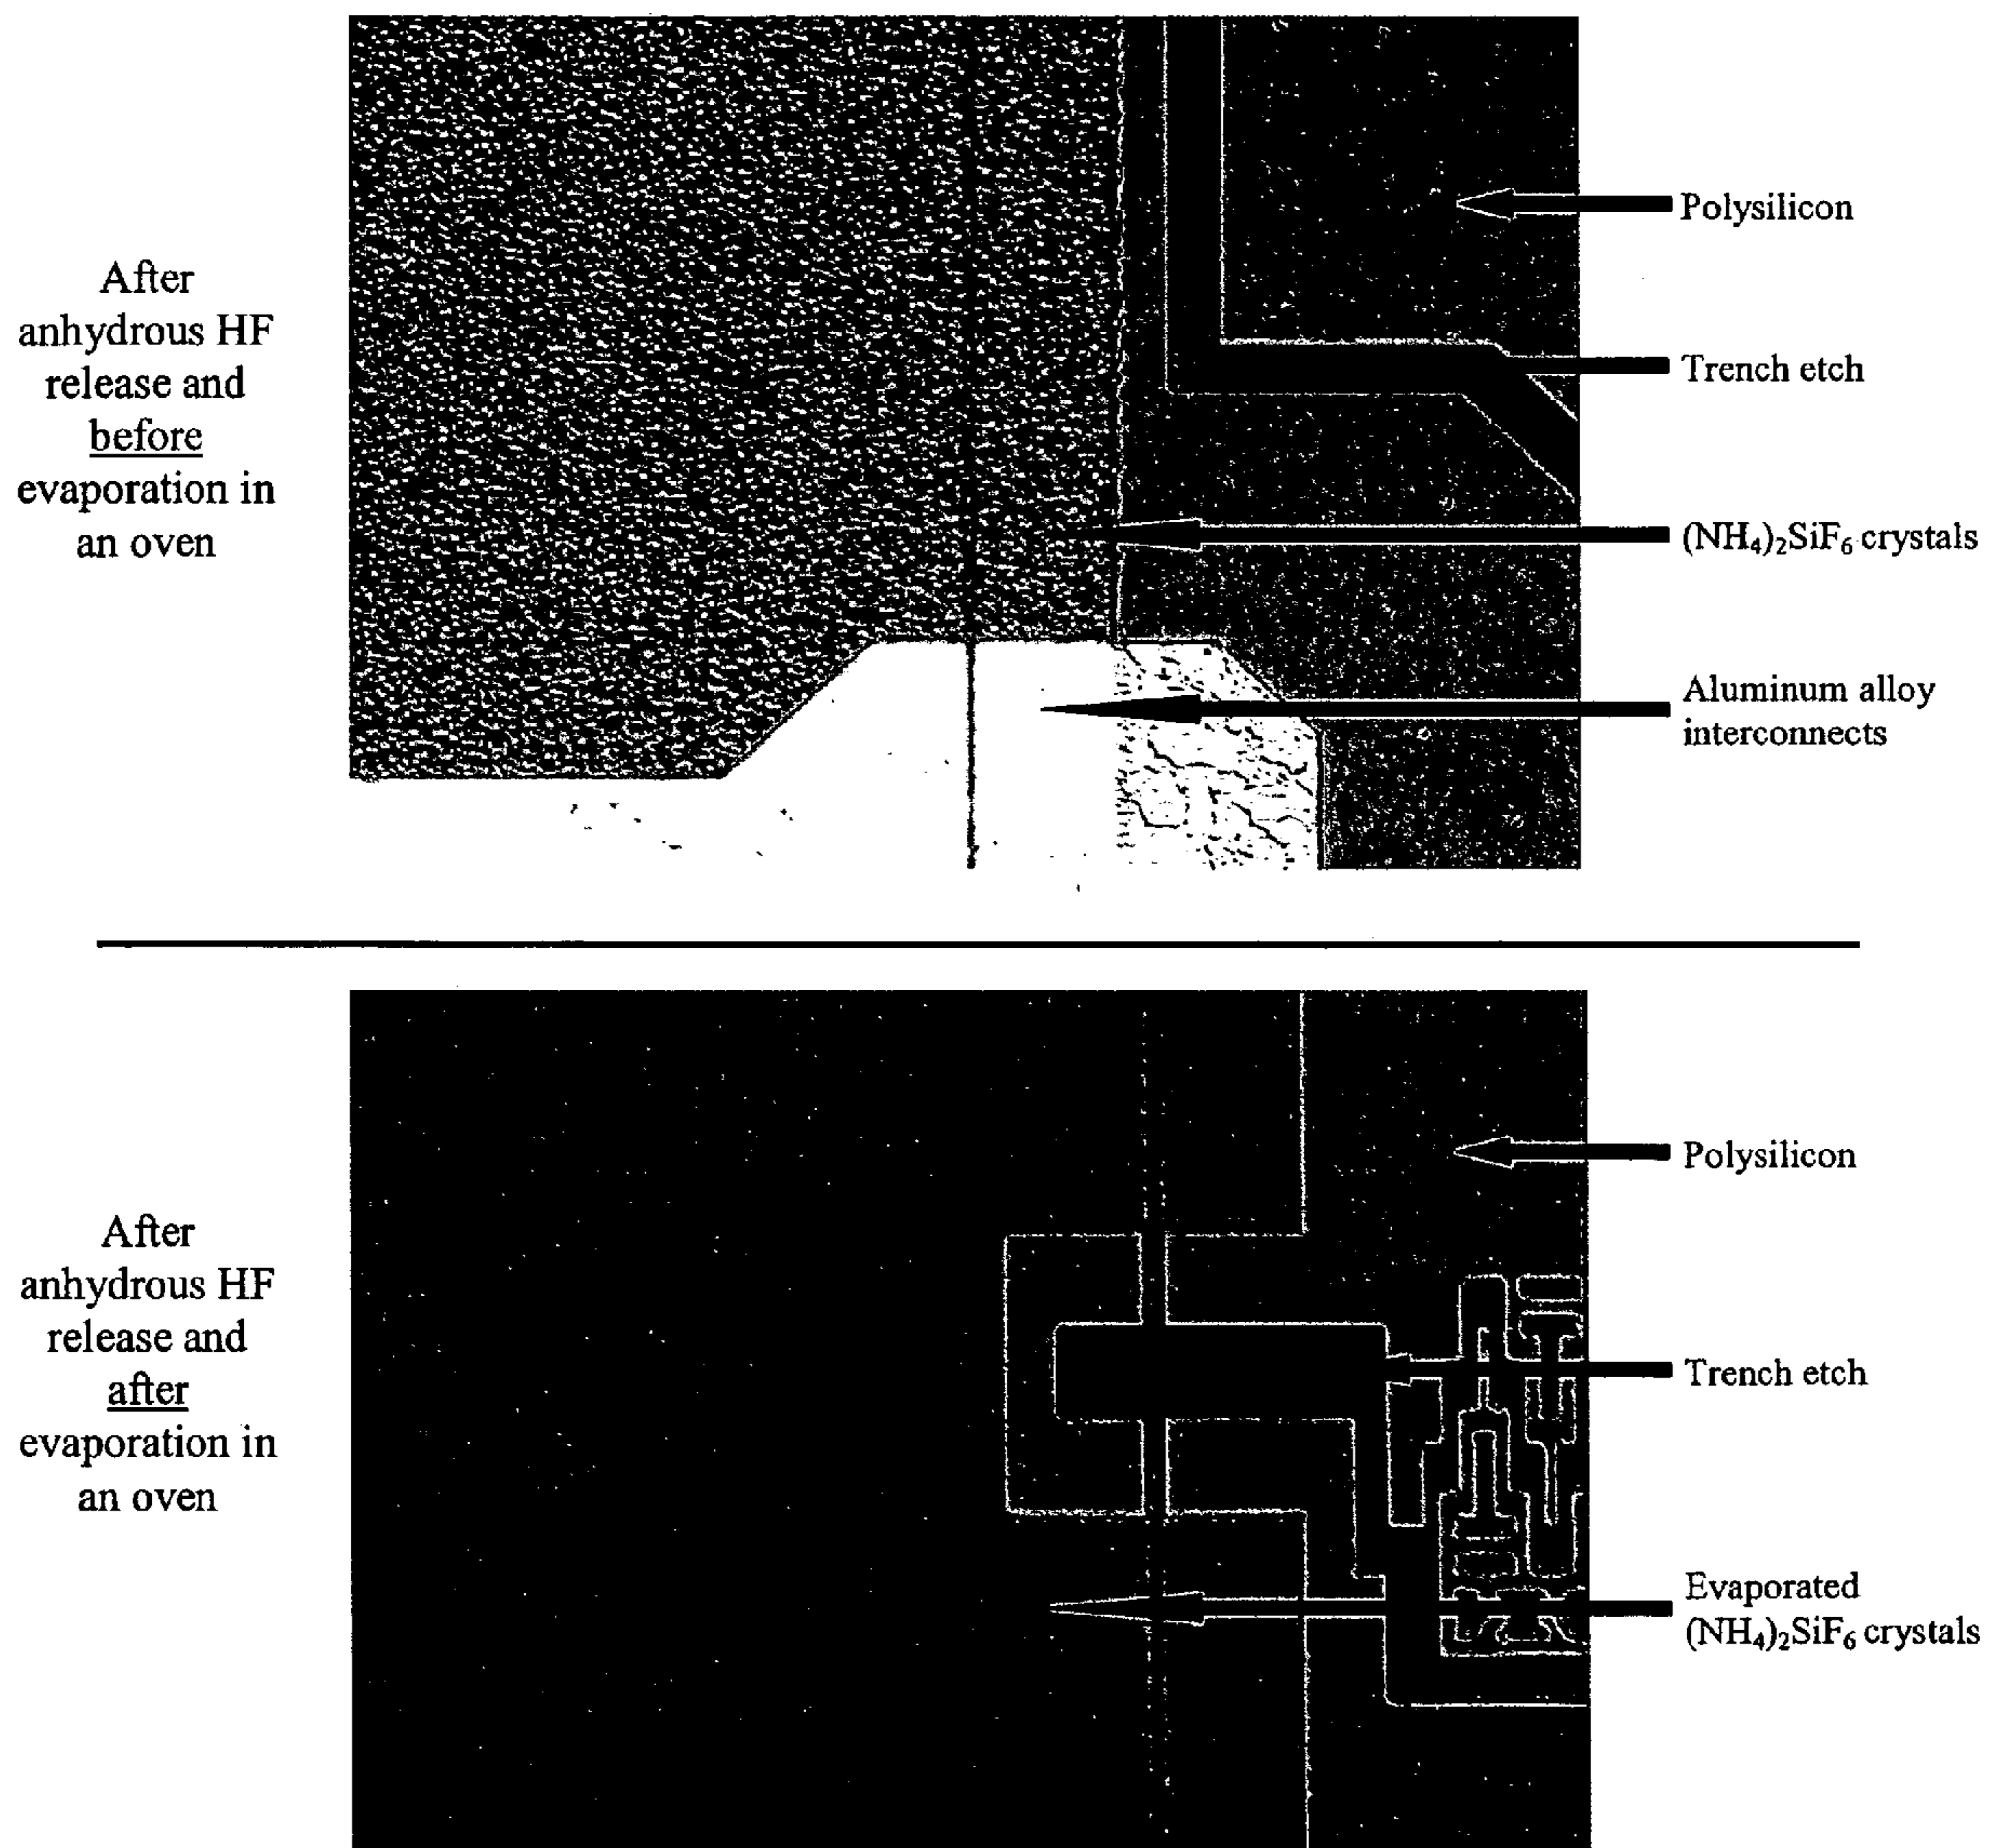 After
anhydrous HF
release and
before
evaporation in
an oven
Polysilicon
Trench etch
(NH₄)₂SiF₆ crystals
Aluminum alloy
interconnects
After
anhydrous HF
release and
after
evaporation in
an oven
Polysilicon
Trench etch
Evaporated
(NH₄)₂SiF₆ crystals